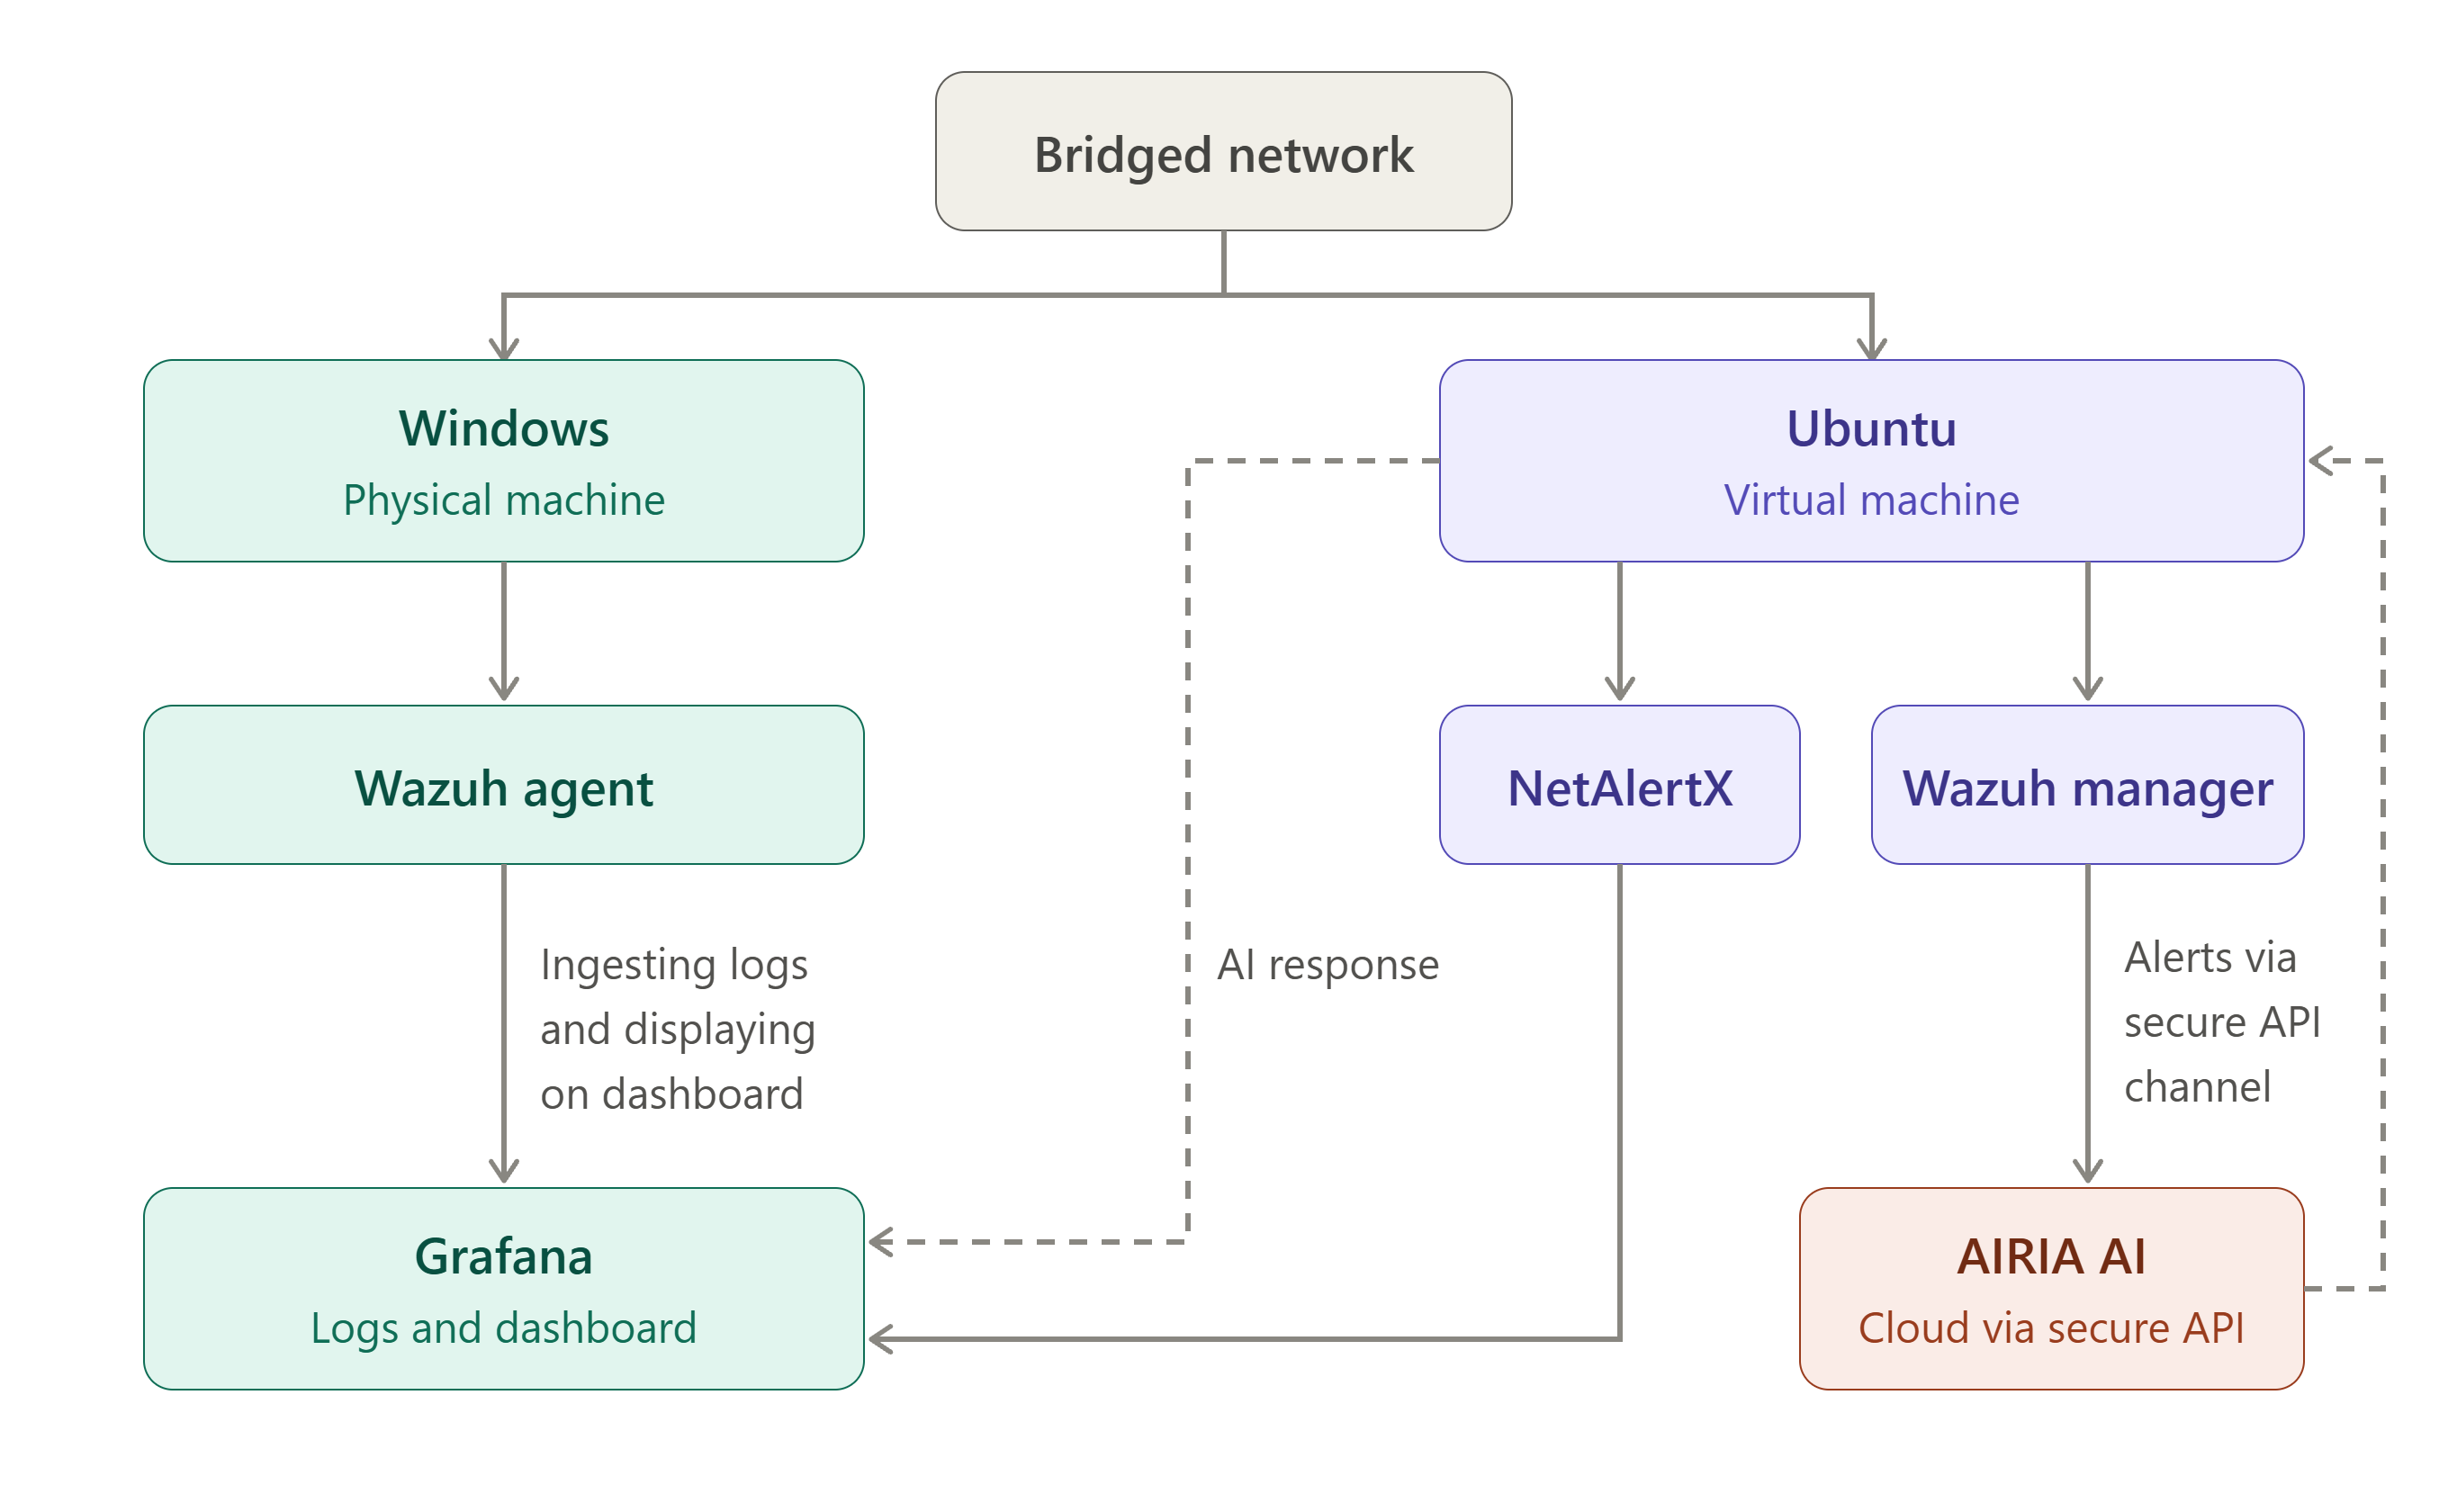 Bridged network
Windows
Physical machine
Ubuntu
Virtual machine
Wazuh agent
NetAlertX
Wazuh manager
Ingesting logs
and displaying
on dashboard
AI response
Alerts via
secure API
channel
Grafana
Logs and dashboard
AIRIA AI
Cloud via secure API